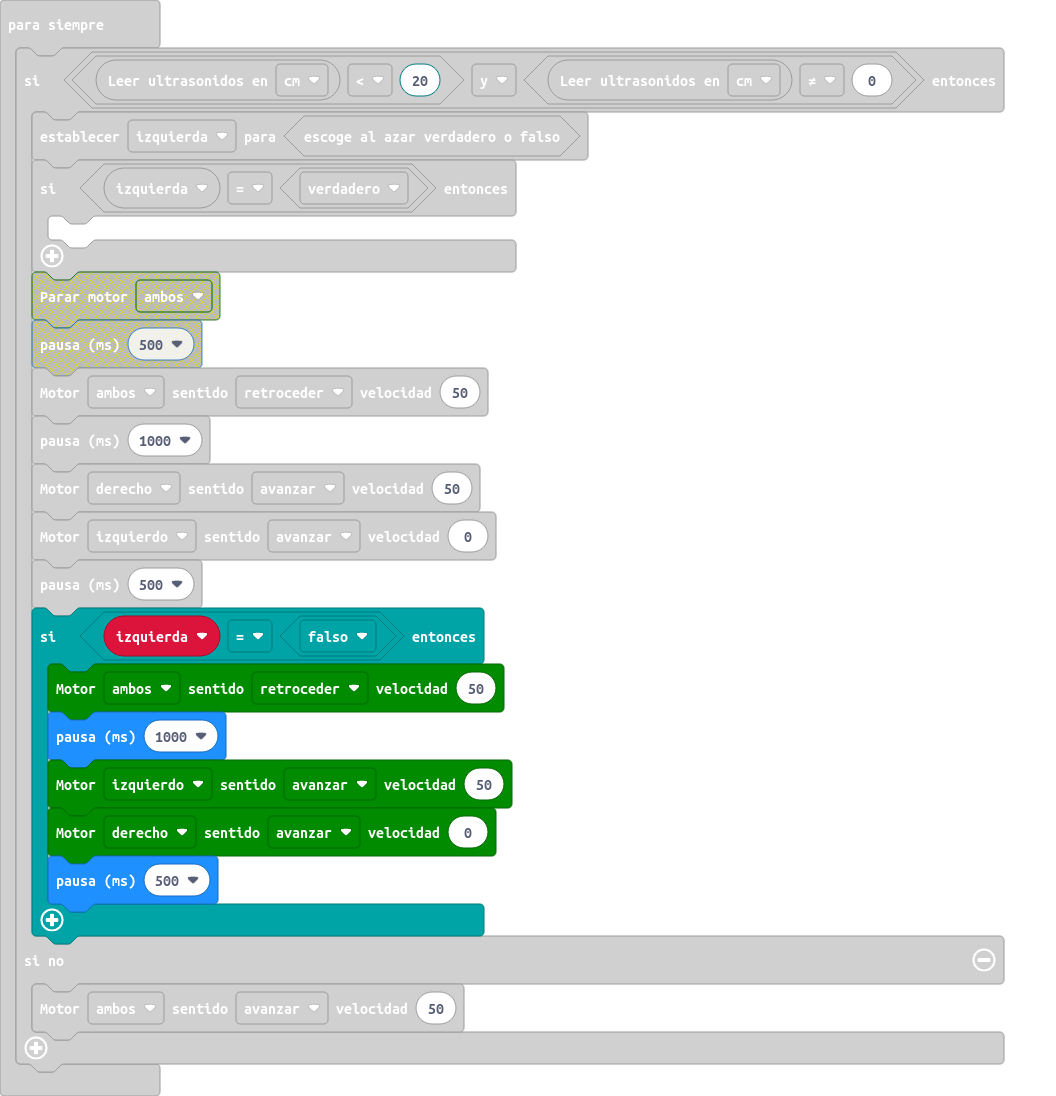 para siempre
si Leer ultrasonidos en cm < 20 y Leer ultrasonidos en cm ≠ 0 entonces
establecer izquierda para escoge al azar verdadero o falso
si izquierda = verdadero entonces
Parar motor ambos
pausa (ms) 500
Motor ambos sentido retroceder velocidad 50
pausa (ms) 1000
Motor derecho sentido avanzar velocidad 50
Motor izquierdo sentido avanzar velocidad 0
pausa (ms) 500
si izquierda = falso entonces
Motor ambos sentido retroceder velocidad 50
pausa (ms) 1000
Motor izquierdo sentido avanzar velocidad 50
Motor derecho sentido avanzar velocidad 0
pausa (ms) 500
si no
Motor ambos sentido avanzar velocidad 50